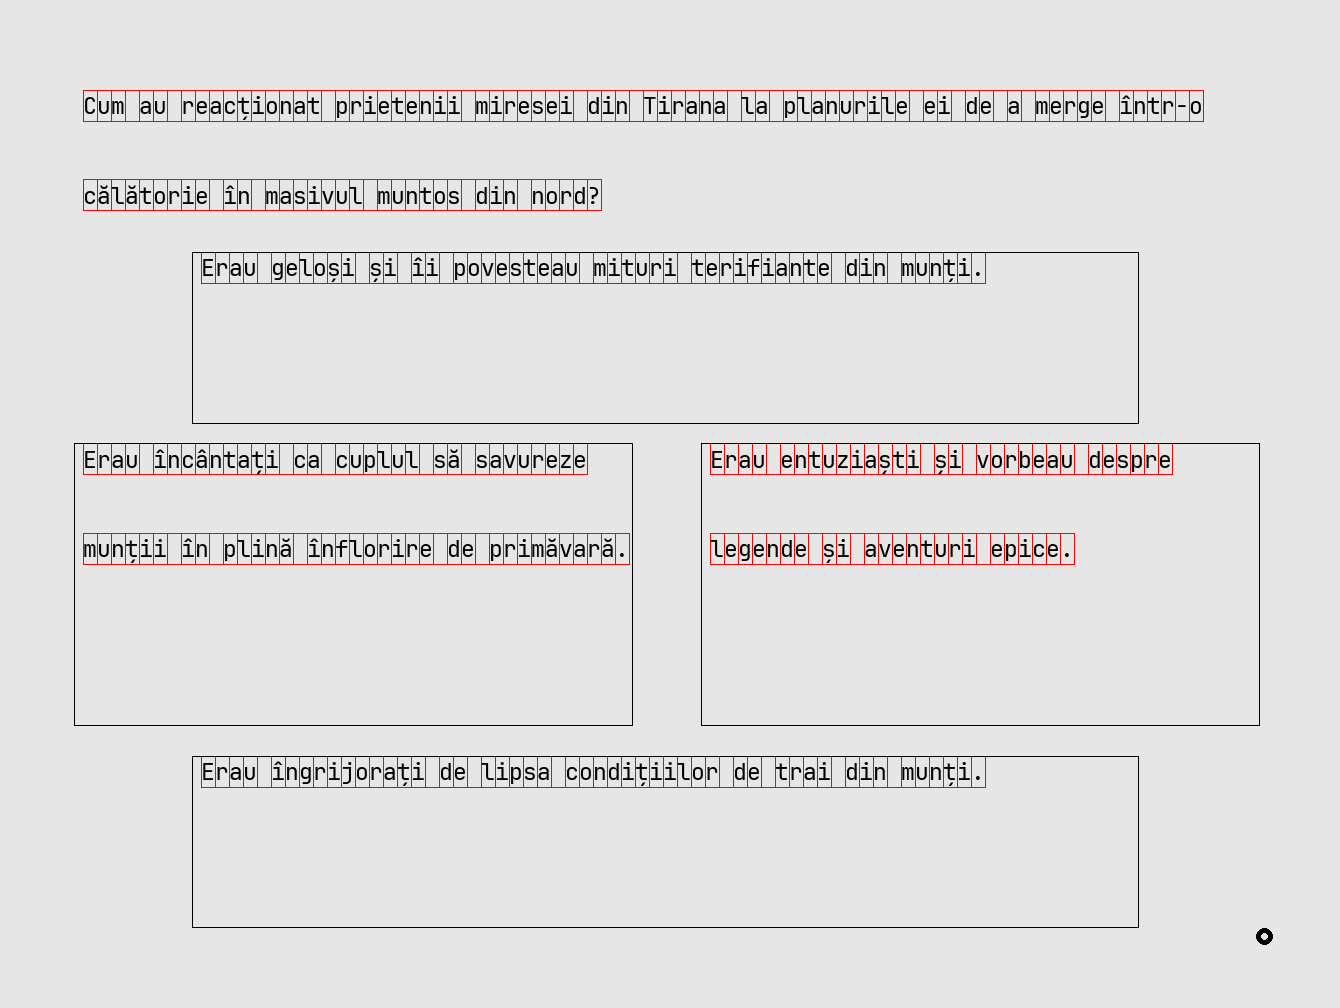 Cum au reacționat prietenii miresei din Tirana la planurile ei de a merge într-o
călătorie în masivul muntos din nord?
Erau geloși și îi povesteau mituri terifiante din munți.
Erau încântați ca cuplul să savureze
munții în plină înflorire de primăvară.
Erau entuziaști și vorbeau despre
legende și aventuri epice.
Erau îngrijorați de lipsa condițiilor de trai din munți.